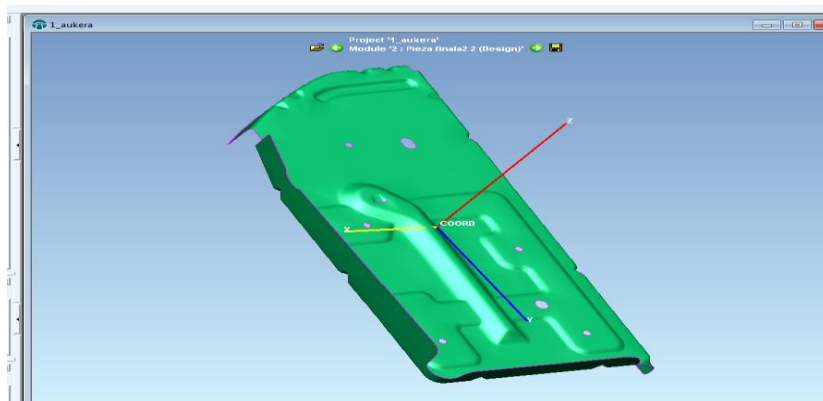 1_aukera
Project '1_aukera'
Module '2 : Pieza finala2 2 (Design)'
Z
X
COORD
Y